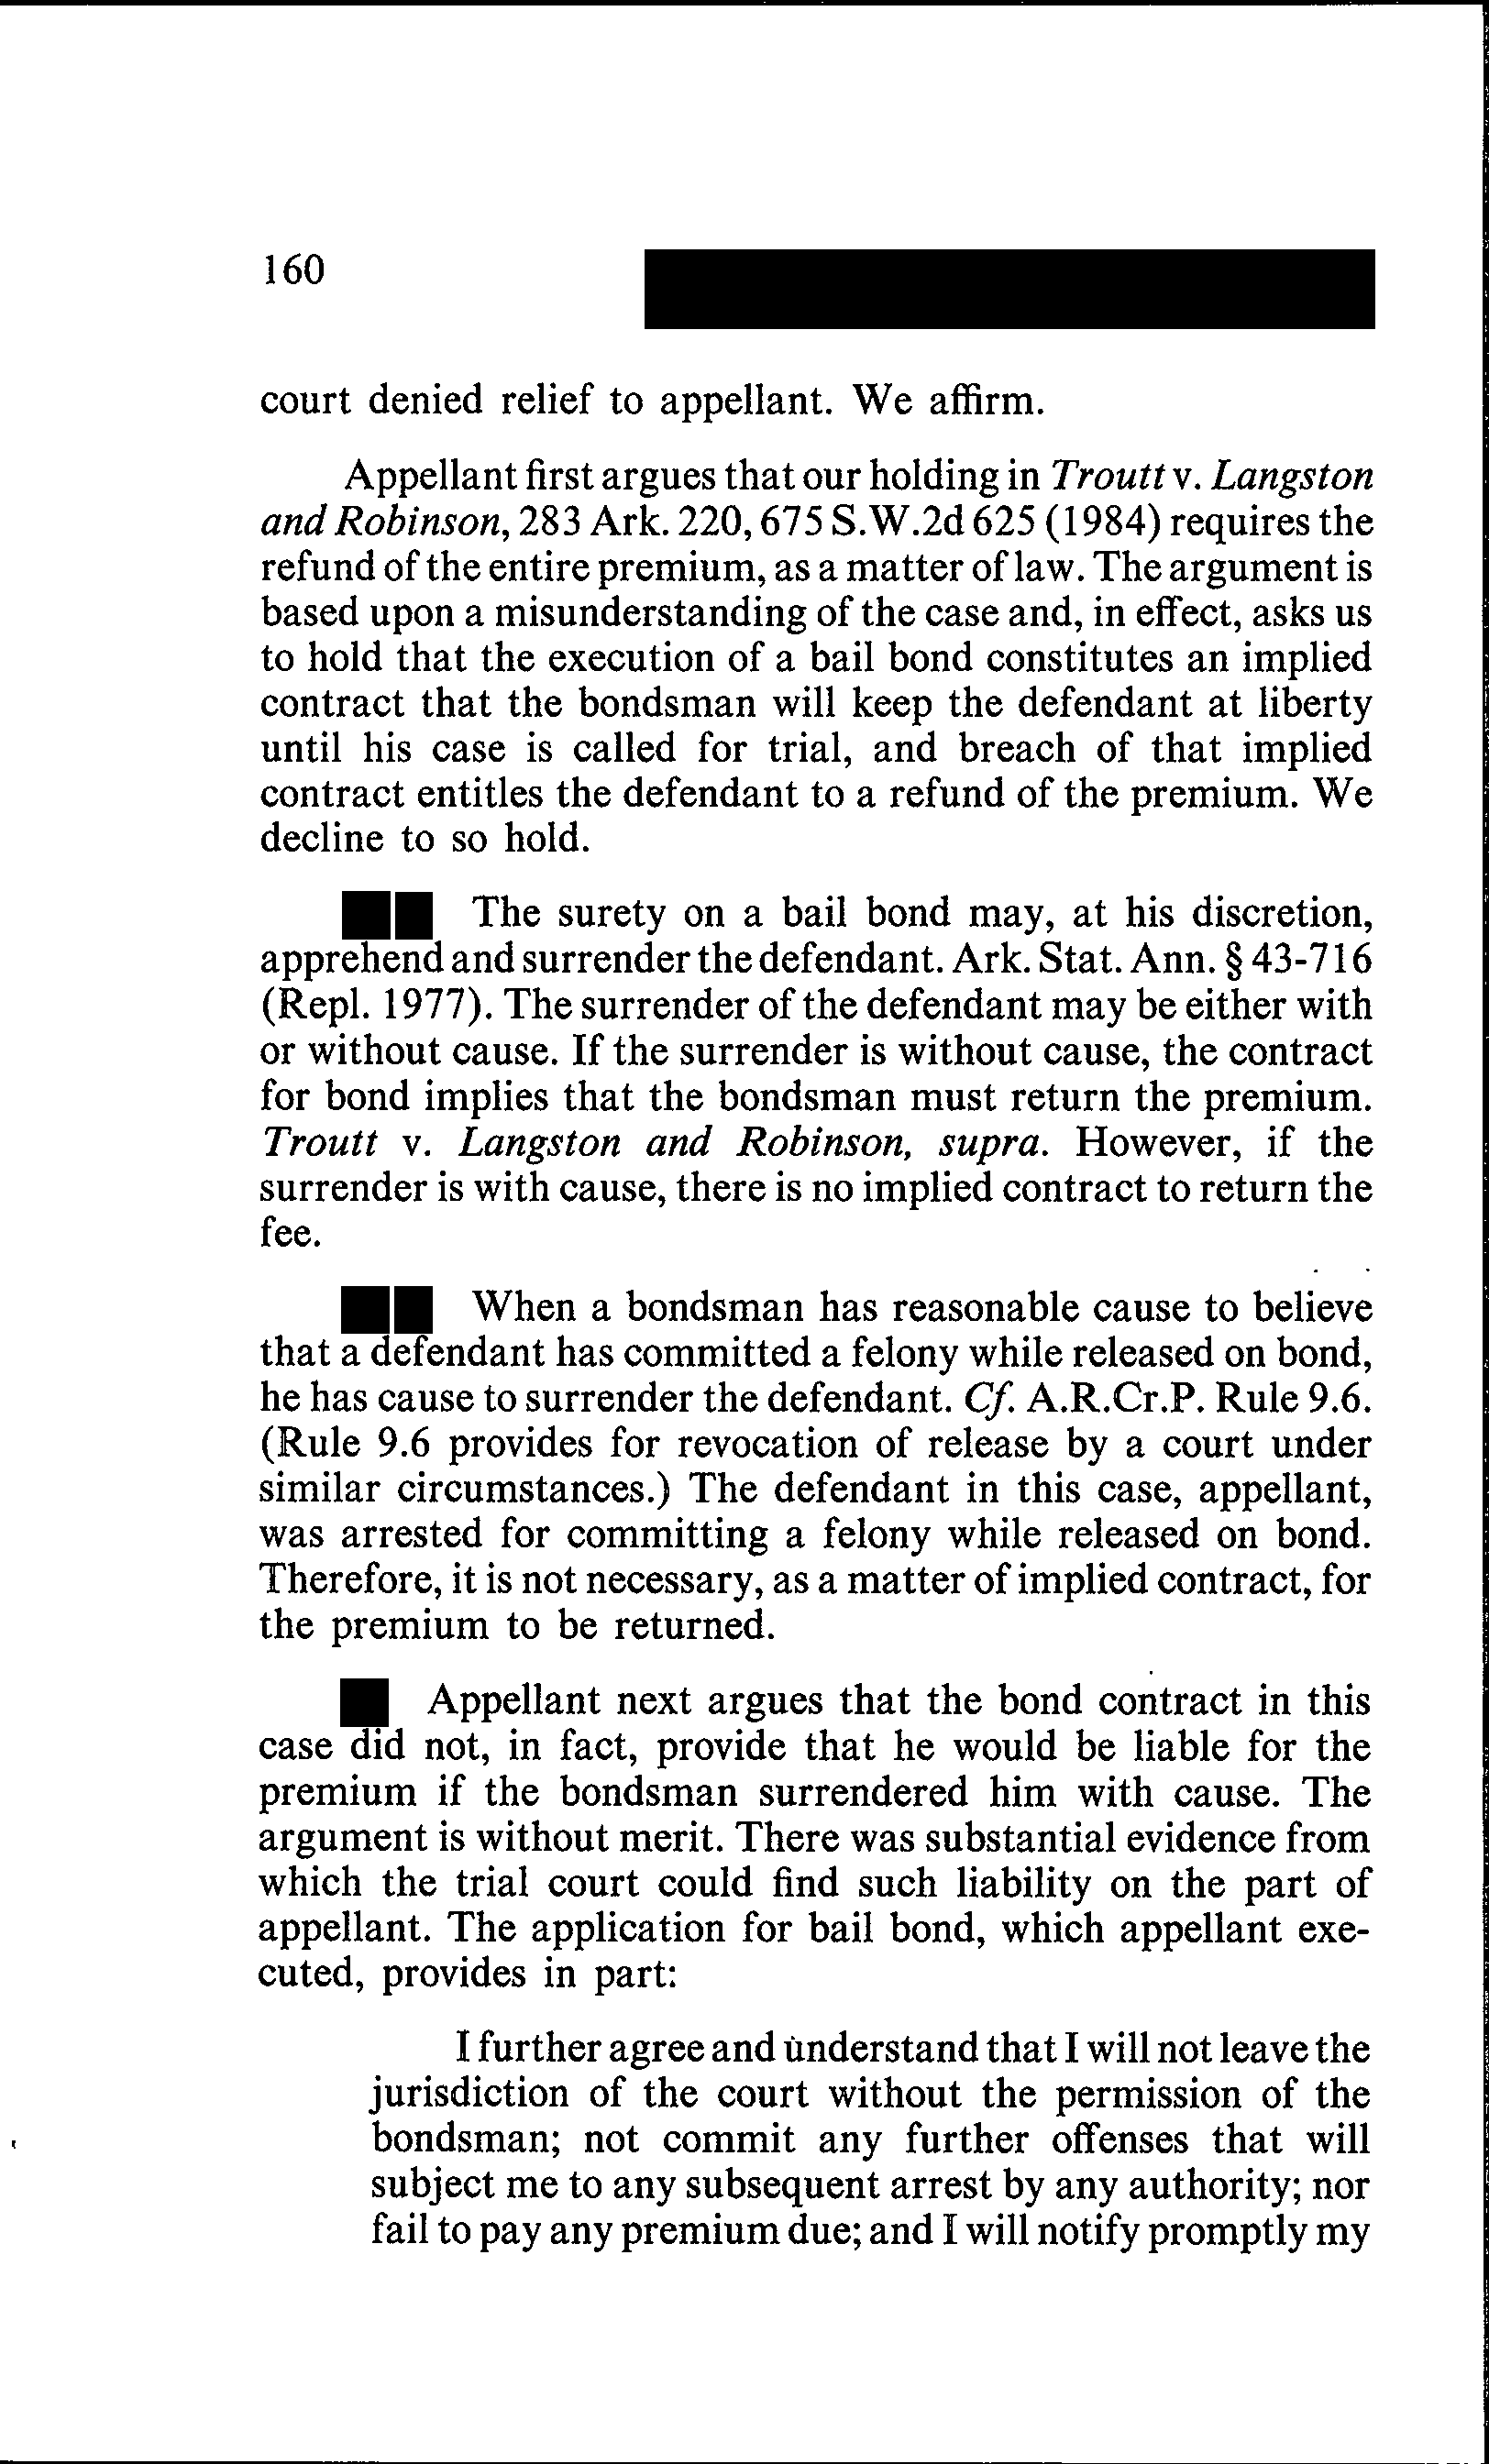 160
court denied relief to appellant. We affirm.
Appellant first argues that our holding in Troutt v. Langston
and Robinson, 283 Ark. 220, 675 S.W.2d 625 (1984) requires the
refund of the entire premium, as a matter of law. The argument is
based upon a misunderstanding of the case and, in effect, asks us
to hold that the execution of a bail bond constitutes an implied
contract that the bondsman will keep the defendant at liberty
until his case is called for trial, and breach of that implied
contract entitles the defendant to a refund of the premium. We
decline to so hold.
The surety on a bail bond may, at his discretion,
apprehend and surrender the defendant. Ark. Stat. Ann. § 43-716
(Repl. 1977). The surrender of the defendant may be either with
or without cause. If the surrender is without cause, the contract
for bond implies that the bondsman must return the premium.
Troutt v. Langston and Robinson, supra. However, if the
surrender is with cause, there is no implied contract to return the
fee.
When a bondsman has reasonable cause to believe
that a defendant has committed a felony while released on bond,
he has cause to surrender the defendant. Cf. A.R.Cr.P. Rule 9.6.
(Rule 9.6 provides for revocation of release by a court under
similar circumstances.) The defendant in this case, appellant,
was arrested for committing a felony while released on bond.
Therefore, it is not necessary, as a matter of implied contract, for
the premium to be returned.
Appellant next argues that the bond contract in this
case did not, in fact, provide that he would be liable for the
premium if the bondsman surrendered him with cause. The
argument is without merit. There was substantial evidence from
which the trial court could find such liability on the part of
appellant. The application for bail bond, which appellant exe-
cuted, provides in part:
I further agree and understand that I will not leave the
jurisdiction of the court without the permission of the
bondsman; not commit any further offenses that will
subject me to any subsequent arrest by any authority; nor
fail to pay any premium due; and I will notify promptly my